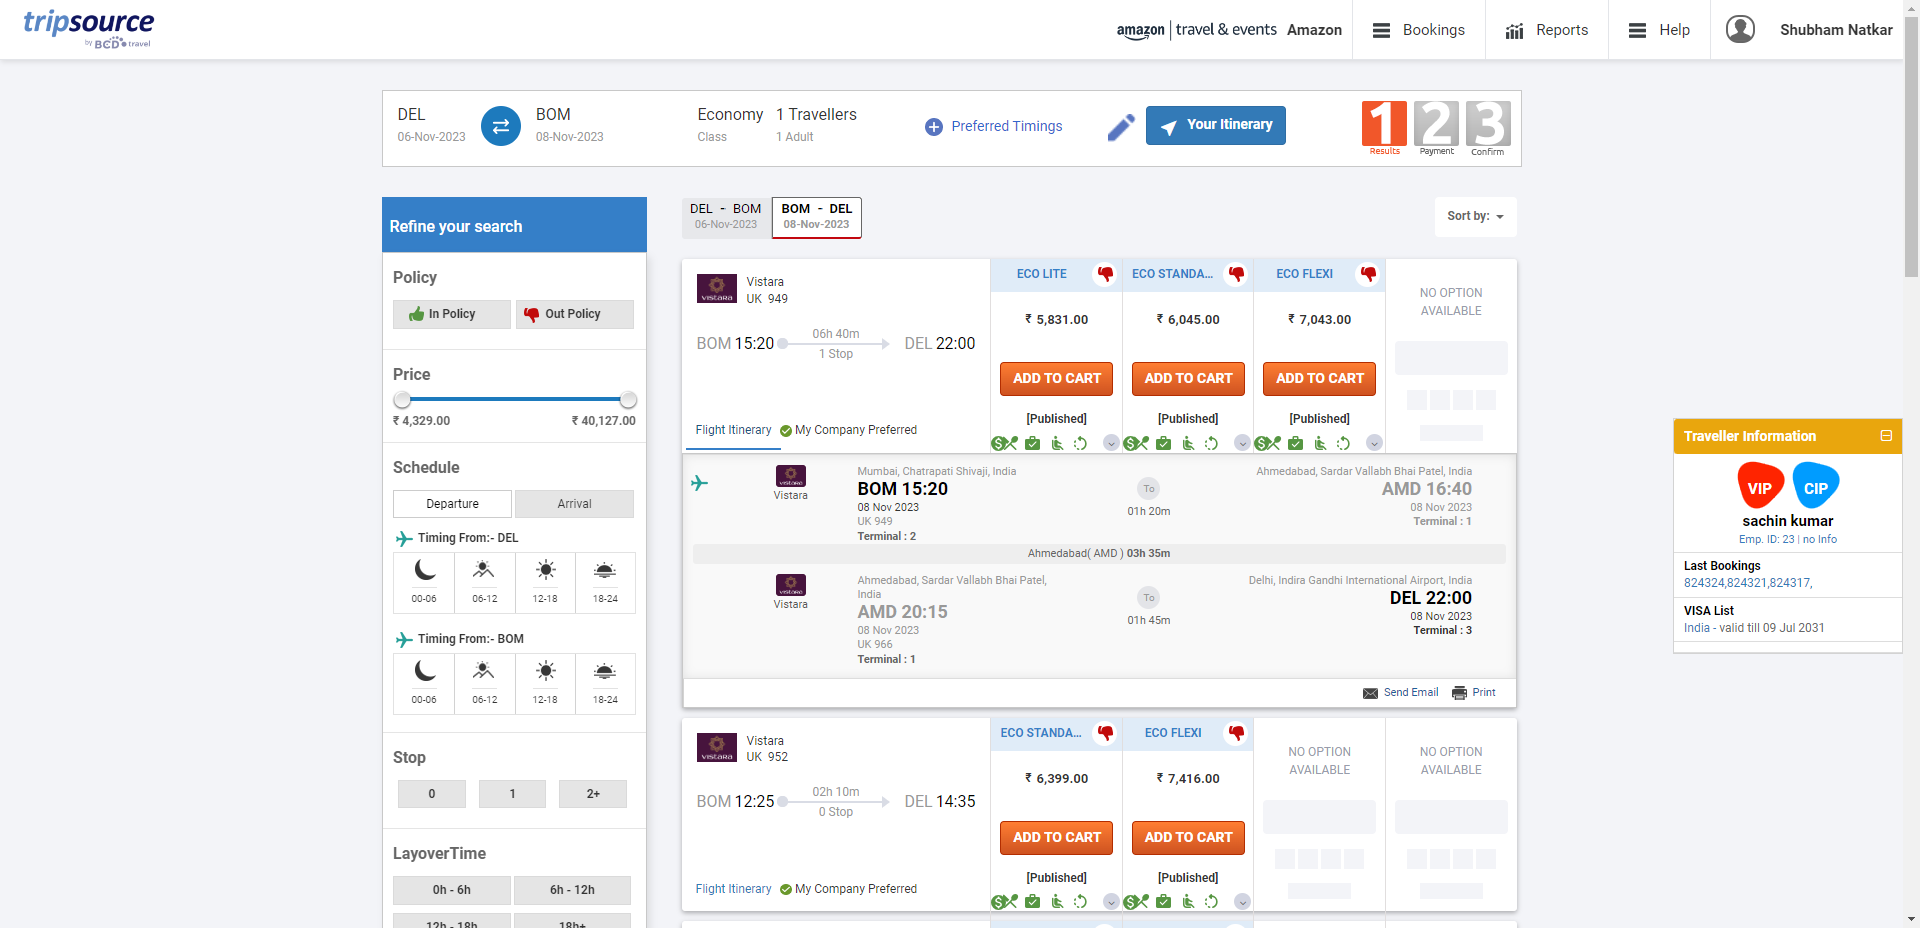 tripsource
by BCD travel
amazon | travel & events Amazon
Bookings
Reports
Help
Shubham Natkar
DEL
06-Nov-2023
BOM
08-Nov-2023
Economy
Class
1 Travellers
1 Adult
Preferred Timings
Your Itinerary
1 2 3
Results Payment Confirm
Refine your search
Policy
In Policy
Out Policy
Price
₹ 4,329.00
₹ 40,127.00
Schedule
Departure
Arrival
Timing From:- DEL
00-06
06-12
12-18
18-24
Timing From:- BOM
00-06
06-12
12-18
18-24
Stop
0
1
2+
LayoverTime
0h - 6h
6h - 12h
12h - 18h
18h+
DEL - BOM
06-Nov-2023
BOM - DEL
08-Nov-2023
Sort by:
VISTARA
Vistara
UK 949
BOM 15:20
06h 40m
1 Stop
DEL 22:00
Flight Itinerary
My Company Preferred
ECO LITE
₹ 5,831.00
ADD TO CART
[Published]
ECO STANDA...
₹ 6,045.00
ADD TO CART
[Published]
ECO FLEXI
₹ 7,043.00
ADD TO CART
[Published]
NO OPTION
AVAILABLE
VISTARA
Vistara
Mumbai, Chatrapati Shivaji, India
BOM 15:20
08 Nov 2023
UK 949
Terminal : 2
To
01h 20m
Ahmedabad, Sardar Vallabh Bhai Patel, India
AMD 16:40
08 Nov 2023
Terminal : 1
Ahmedabad( AMD ) 03h 35m
VISTARA
Vistara
Ahmedabad, Sardar Vallabh Bhai Patel,
India
AMD 20:15
08 Nov 2023
UK 966
Terminal : 1
To
01h 45m
Delhi, Indira Gandhi International Airport, India
DEL 22:00
08 Nov 2023
Terminal : 3
Send Email
Print
VISTARA
Vistara
UK 952
BOM 12:25
02h 10m
0 Stop
DEL 14:35
Flight Itinerary
My Company Preferred
ECO STANDA...
₹ 6,399.00
ADD TO CART
[Published]
ECO FLEXI
₹ 7,416.00
ADD TO CART
[Published]
NO OPTION
AVAILABLE
NO OPTION
AVAILABLE
Traveller Information
VIP
CIP
sachin kumar
Emp. ID: 23 | no Info
Last Bookings
824324,824321,824317,
VISA List
India - valid till 09 Jul 2031